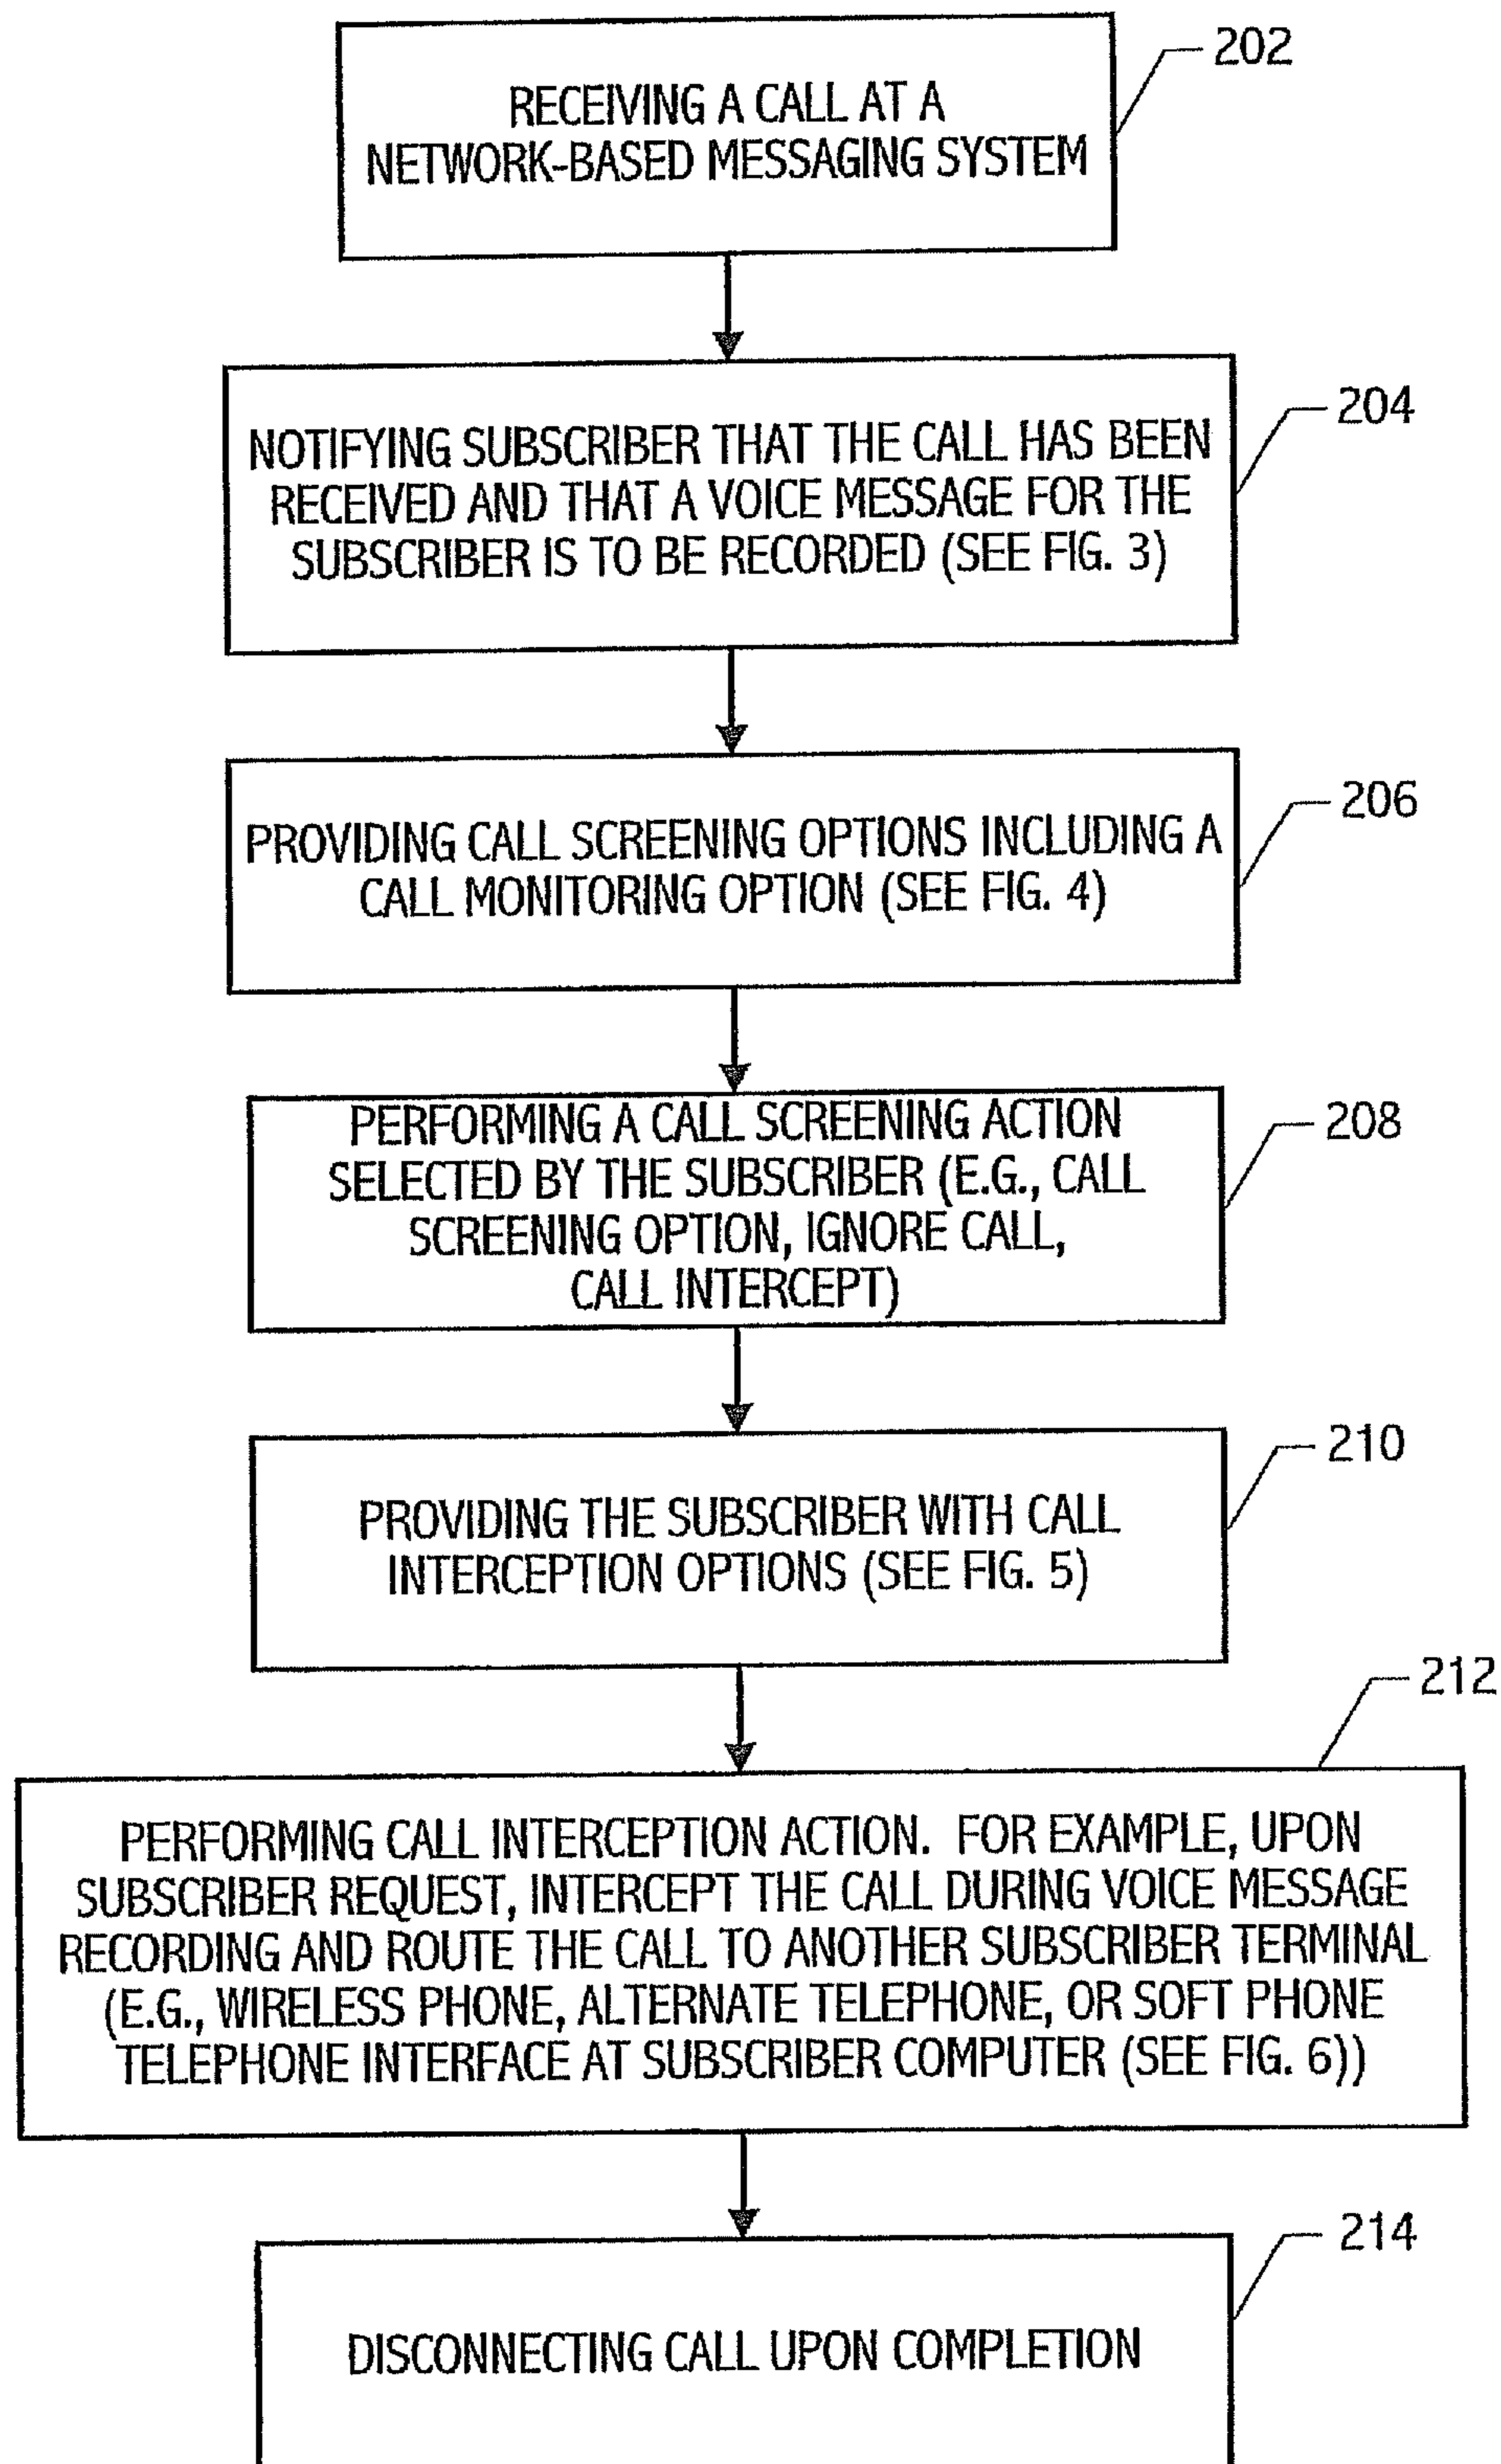 202
RECEIVING A CALL AT A
NETWORK-BASED MESSAGING SYSTEM
204
NOTIFYING SUBSCRIBER THAT THE CALL HAS BEEN
RECEIVED AND THAT A VOICE MESSAGE FOR THE
SUBSCRIBER IS TO BE RECORDED (SEE FIG. 3)
206
PROVIDING CALL SCREENING OPTIONS INCLUDING A
CALL MONITORING OPTION (SEE FIG. 4)
208
PERFORMING A CALL SCREENING ACTION
SELECTED BY THE SUBSCRIBER (E.G., CALL
SCREENING OPTION, IGNORE CALL,
CALL INTERCEPT)
210
PROVIDING THE SUBSCRIBER WITH CALL
INTERCEPTION OPTIONS (SEE FIG. 5)
212
PERFORMING CALL INTERCEPTION ACTION. FOR EXAMPLE, UPON
SUBSCRIBER REQUEST, INTERCEPT THE CALL DURING VOICE MESSAGE
RECORDING AND ROUTE THE CALL TO ANOTHER SUBSCRIBER TERMINAL
(E.G., WIRELESS PHONE, ALTERNATE TELEPHONE, OR SOFT PHONE
TELEPHONE INTERFACE AT SUBSCRIBER COMPUTER (SEE FIG. 6))
214
DISCONNECTING CALL UPON COMPLETION